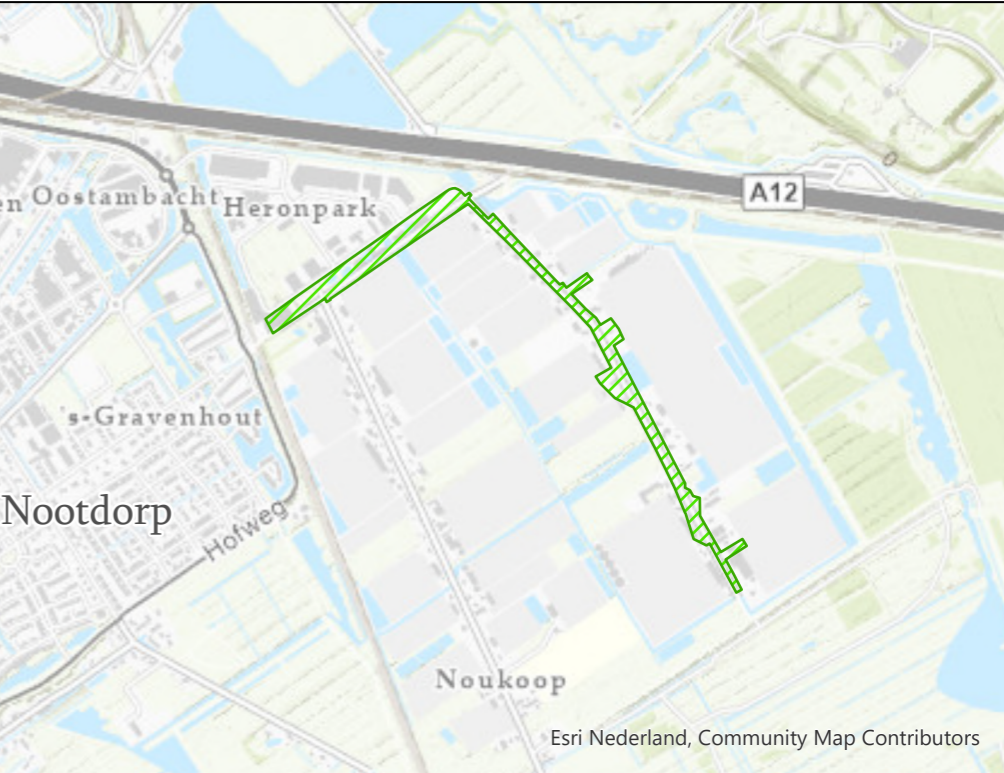 A12
en Oostambacht
Heronpark
's-Gravenhout
Nootdorp
Hofweg
Noukoop
Esri Nederland, Community Map Contributors